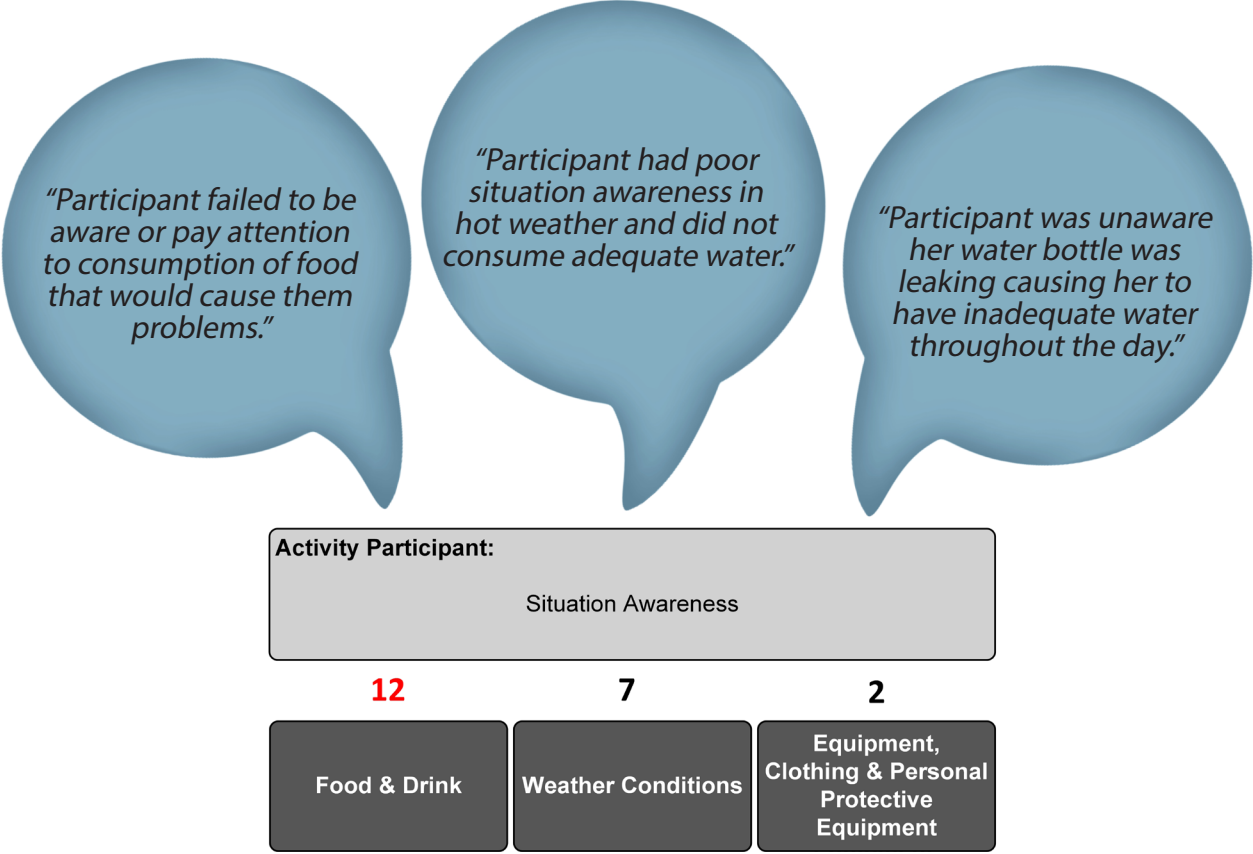 “Participant failed to be
aware or pay attention
to consumption of food
that would cause them
problems.”
“Participant had poor
situation awareness in
hot weather and did not
consume adequate water.”
“Participant was unaware
her water bottle was
leaking causing her to
have inadequate water
throughout the day.”
Activity Participant:
Situation Awareness
12
7
2
Food & Drink
Weather Conditions
Equipment,
Clothing & Personal
Protective
Equipment